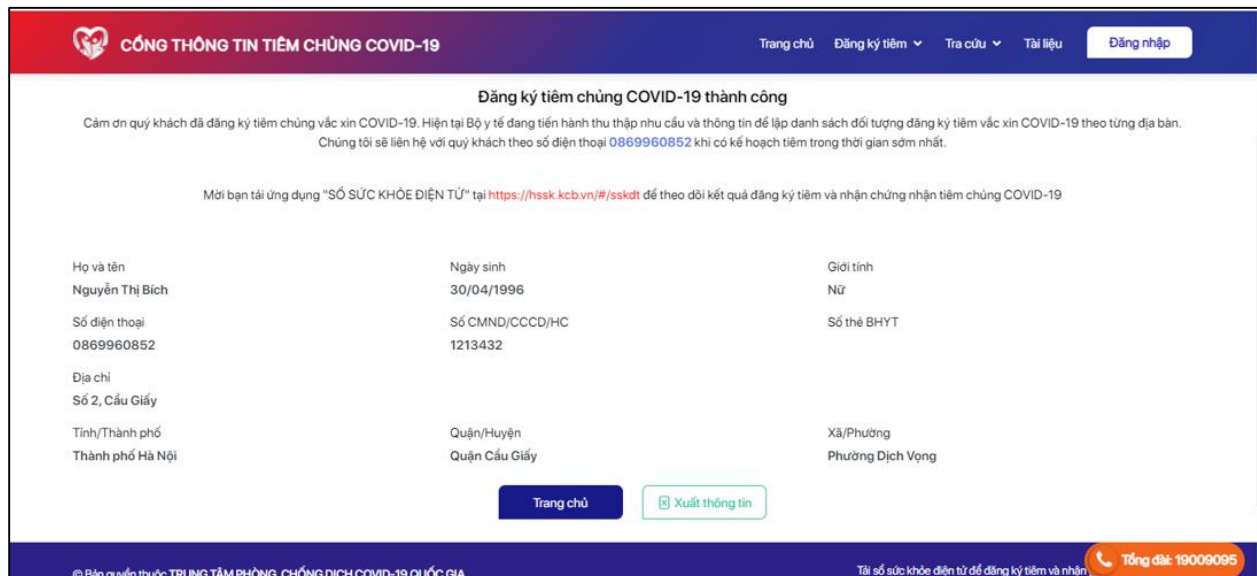 CỔNG THÔNG TIN TIÊM CHỦNG COVID-19
Trang chủ Đăng ký tiêm Tra cứu Tài liệu Đăng nhập
Đăng ký tiêm chủng COVID-19 thành công
Cảm ơn quý khách đã đăng ký tiêm chủng vắc xin COVID-19. Hiện tại Bộ y tế đang tiến hành thu thập nhu cầu và thông tin để lập danh sách đối tượng đăng ký tiêm vắc xin COVID-19 theo từng địa bàn.
Chúng tôi sẽ liên hệ với quý khách theo số điện thoại 0869960852 khi có kế hoạch tiêm trong thời gian sớm nhất.
Mời bạn tải ứng dụng "SỔ SỨC KHỎE ĐIỆN TỬ" tại https://hssk.kcb.vn/#/sskdt để theo dõi kết quả đăng ký tiêm và nhận chứng nhận tiêm chủng COVID-19
Họ và tên Ngày sinh Giới tính
Nguyễn Thị Bích 30/04/1996 Nữ
Số điện thoại Số CMND/CCCD/HC Số thẻ BHYT
0869960852 1213432
Địa chỉ
Số 2, Cầu Giấy
Tỉnh/Thành phố Quận/Huyện Xã/Phường
Thành phố Hà Nội Quận Cầu Giấy Phường Dịch Vọng
Trang chủ Xuất thông tin
© Bản quyền thuộc TRUNG TÂM PHÒNG, CHỐNG DỊCH COVID-19 QUỐC GIA Tải sổ sức khỏe điện tử để đăng ký tiêm và nhận Tổng đài: 19009095